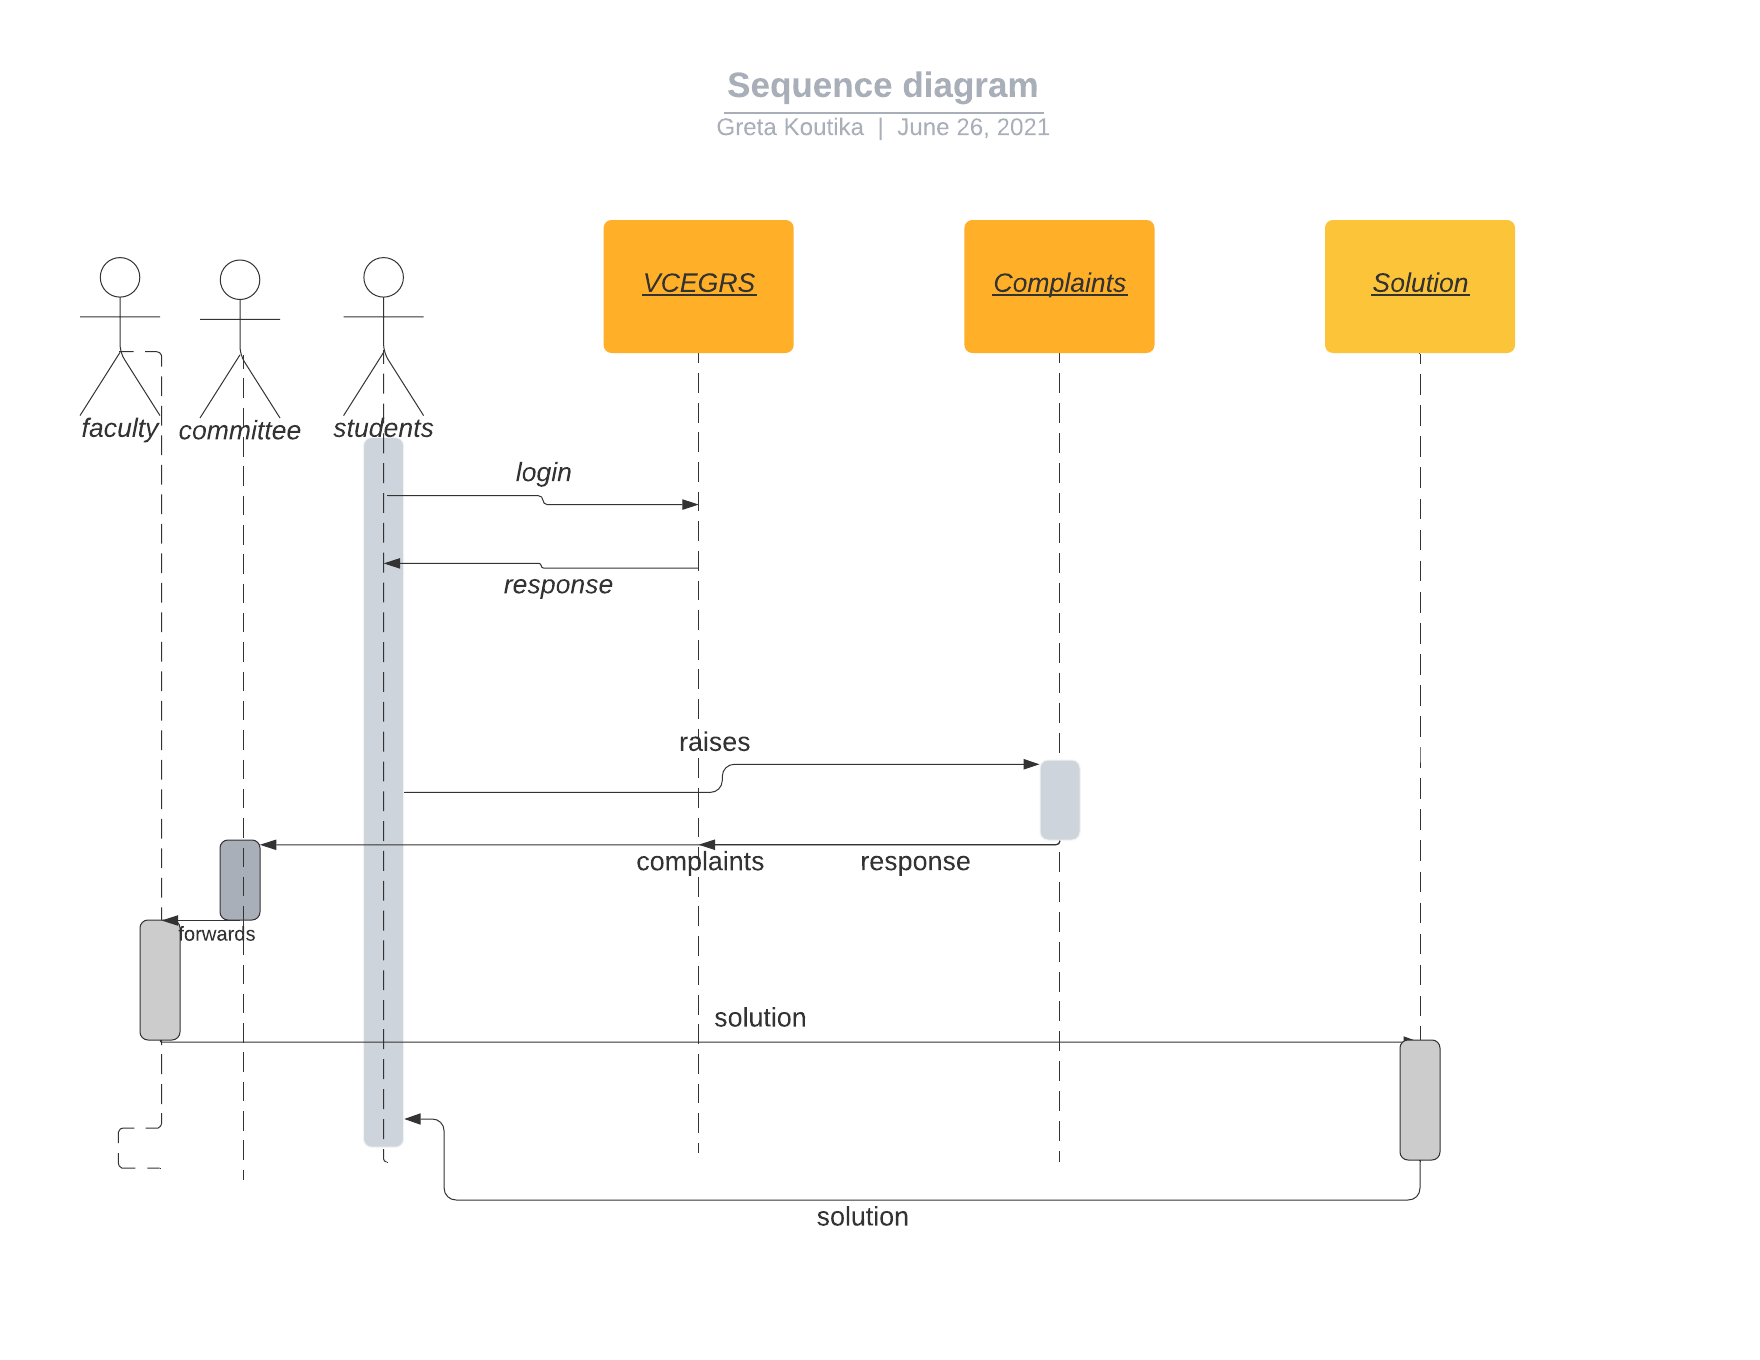 Sequence diagram
Greta Koutika | June 26, 2021
VCEGRS
Complaints
Solution
faculty
committee
students
login
response
raises
complaints
response
forwards
solution
solution